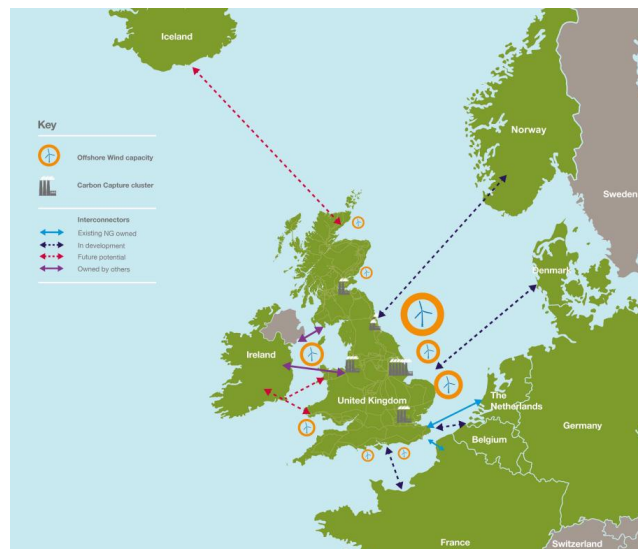 Iceland
Key
Offshore Wind capacity
Carbon Capture cluster
Interconnectors
Existing NG owned
In development
Future potential
Owned by others
Norway
Sweden
Denmark
Ireland
United Kingdom
The
Netherlands
Belgium
Germany
France
Switzerland